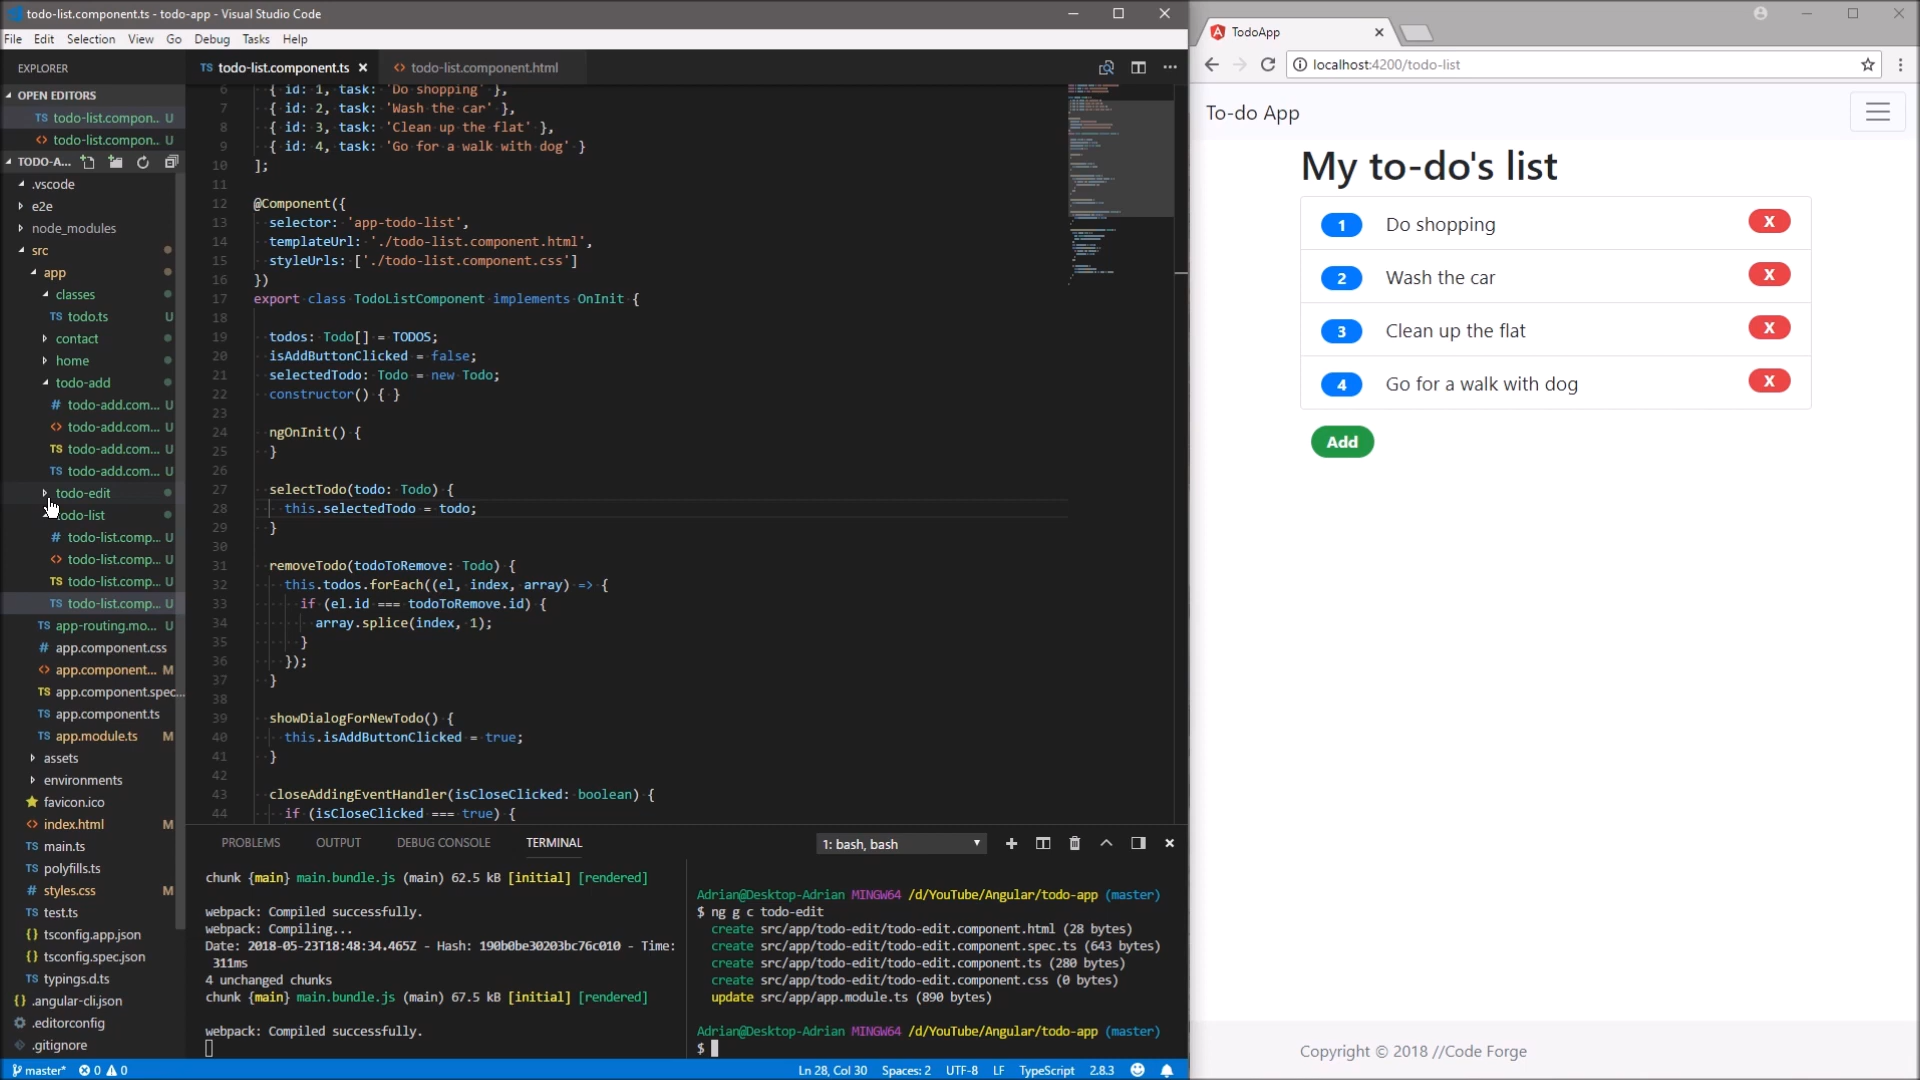 todo-list.component.ts - todo-app - Visual Studio Code
File Edit Selection View Go Debug Tasks Help
EXPLORER
OPEN EDITORS
TS todo-list.compon.. U
<> todo-list.compon.. U
TODO-A...
.vscode
e2e
node_modules
src
app
classes
TS todo.ts U
contact
home
todo-add
# todo-add.com... U
<> todo-add.com... U
TS todo-add.com... U
TS todo-add.com... U
todo-edit
todo-list
# todo-list.comp... U
<> todo-list.comp... U
TS todo-list.comp... U
TS todo-list.comp... U
TS app-routing.mo... U
# app.component.css
<> app.component... M
TS app.component.spec...
TS app.component.ts
TS app.module.ts M
assets
environments
favicon.ico
<> index.html M
TS main.ts
TS polyfills.ts
# styles.css M
TS test.ts
{} tsconfig.app.json
{} tsconfig.spec.json
TS typings.d.ts
{} .angular-cli.json
.editorconfig
.gitignore
TS todo-list.component.ts <> todo-list.component.html
6 { id: 1, task: 'Do shopping' },
7 { id: 2, task: 'Wash the car' },
8 { id: 3, task: 'Clean up the flat' },
9 { id: 4, task: 'Go for a walk with dog' }
10 ];
11
12 @Component({
13 selector: 'app-todo-list',
14 templateUrl: './todo-list.component.html',
15 styleUrls: ['./todo-list.component.css']
16 })
17 export class TodoListComponent implements OnInit {
18
19 todos: Todo[] = TODOS;
20 isAddButtonClicked = false;
21 selectedTodo: Todo = new Todo;
22 constructor() { }
23
24 ngOnInit() {
25 }
26
27 selectTodo(todo: Todo) {
28 this.selectedTodo = todo;
29 }
30
31 removeTodo(todoToRemove: Todo) {
32 this.todos.forEach((el, index, array) => {
33 if (el.id === todoToRemove.id) {
34 array.splice(index, 1);
35 }
36 });
37 }
38
39 showDialogForNewTodo() {
40 this.isAddButtonClicked = true;
41 }
42
43 closeAddingEventHandler(isCloseClicked: boolean) {
44 if (isCloseClicked === true) {
PROBLEMS OUTPUT DEBUG CONSOLE TERMINAL 1: bash, bash
chunk {main} main.bundle.js (main) 62.5 kB [initial] [rendered]
webpack: Compiled successfully.
webpack: Compiling...
Date: 2018-05-23T18:48:34.465Z - Hash: 190b0be30203bc76c010 - Time:
311ms
4 unchanged chunks
chunk {main} main.bundle.js (main) 67.5 kB [initial] [rendered]
webpack: Compiled successfully.
Adrian@Desktop-Adrian MINGW64 /d/YouTube/Angular/todo-app (master)
$ ng g c todo-edit
create src/app/todo-edit/todo-edit.component.html (28 bytes)
create src/app/todo-edit/todo-edit.component.spec.ts (643 bytes)
create src/app/todo-edit/todo-edit.component.ts (280 bytes)
create src/app/todo-edit/todo-edit.component.css (0 bytes)
update src/app/app.module.ts (890 bytes)
Adrian@Desktop-Adrian MINGW64 /d/YouTube/Angular/todo-app (master)
$
master* 0 0 Ln 28, Col 30 Spaces: 2 UTF-8 LF TypeScript 2.8.3
TodoApp
localhost:4200/todo-list
To-do App
My to-do's list
1 Do shopping X
2 Wash the car X
3 Clean up the flat X
4 Go for a walk with dog X
Add
Copyright © 2018 //Code Forge